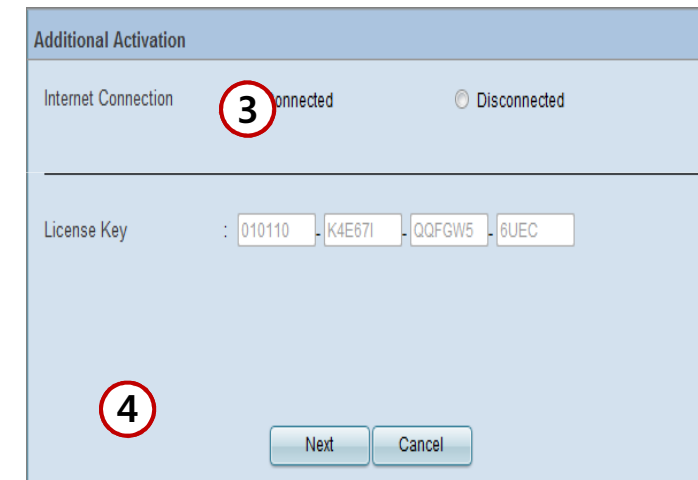 Additional Activation
Internet Connection 3 onnected Disconnected
License Key : 010110 - K4E67I - QQFGW5 - 6UEC
4
Next Cancel